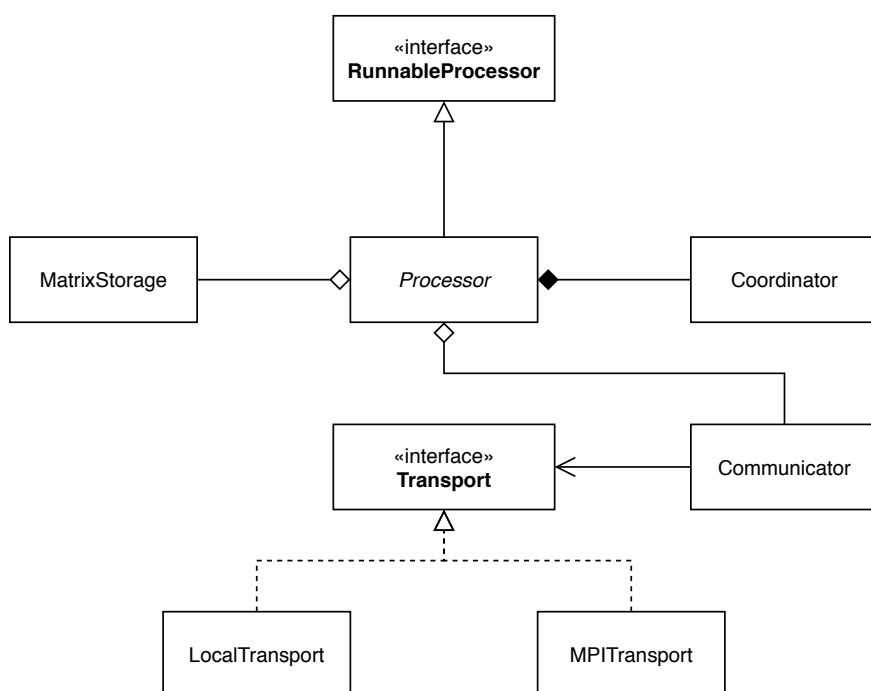 «interface»
RunnableProcessor
MatrixStorage
Processor
Coordinator
«interface»
Transport
Communicator
LocalTransport
MPITransport